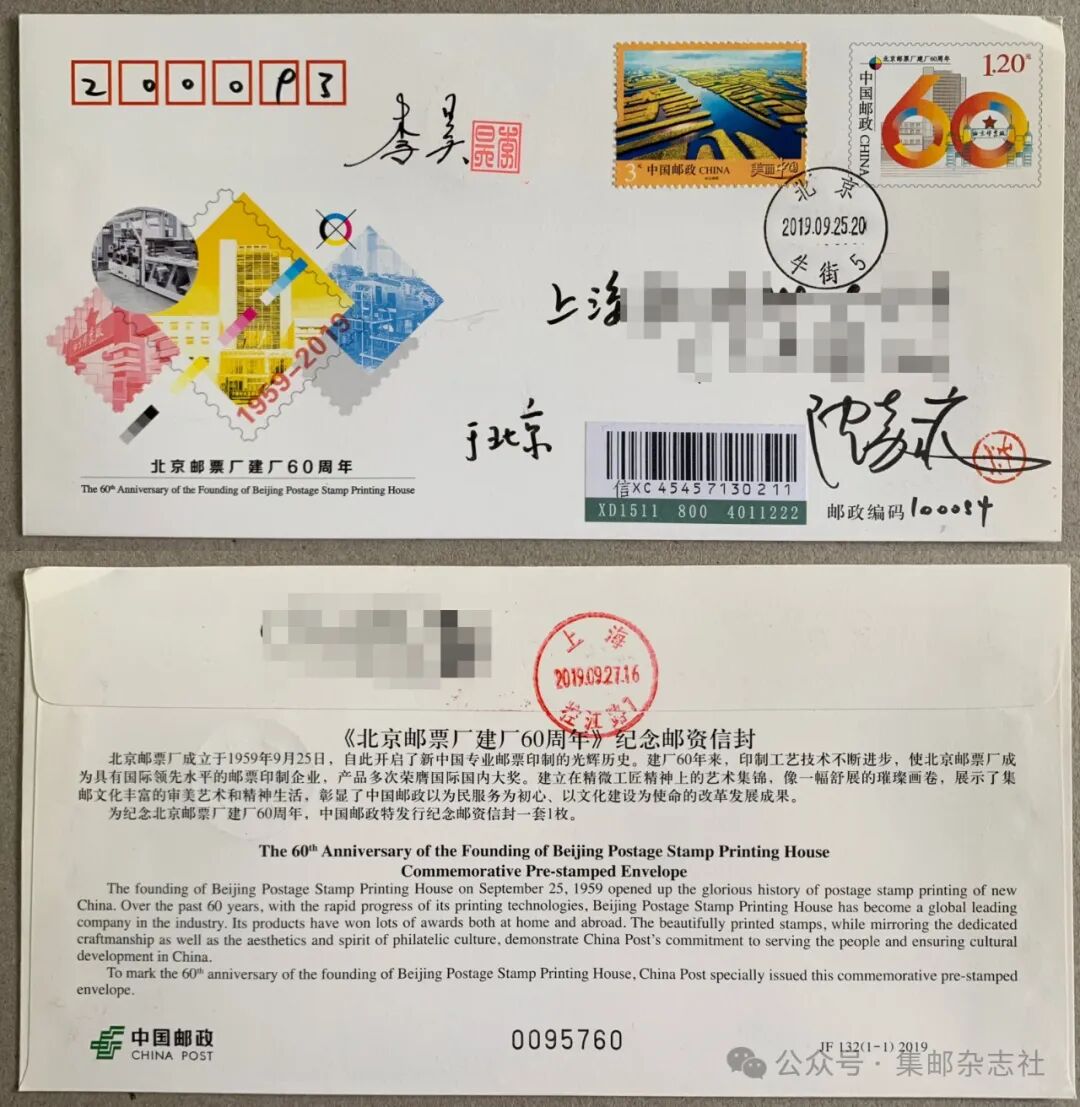 200093
李昊
3元 中国邮政 CHINA 美丽中国
北京邮票厂建厂60周年
1.20元
中国邮政 CHINA
60
北京
2019.09.25.20
牛街5
上海
1959-2019
于北京
北京邮票厂建厂60周年
The 60th Anniversary of the Founding of Beijing Postage Stamp Printing House
信XC45457130211
XD1511 800 4011222
邮政编码100054
上海
2019.09.27.16
《北京邮票厂建厂60周年》纪念邮资信封
北京邮票厂成立于1959年9月25日，自此开启了新中国专业邮票印制的光辉历史。建厂60年来，印制工艺技术不断进步，使北京邮票厂成
为具有国际领先水平的邮票印制企业，产品多次荣膺国际国内大奖。建立在精微工匠精神上的艺术集锦，像一幅舒展的璀璨画卷，展示了集
邮文化丰富的审美艺术和精神生活，彰显了中国邮政以为民服务为初心、以文化建设为使命的改革发展成果。
为纪念北京邮票厂建厂60周年，中国邮政特发行纪念邮资信封一套1枚。
The 60th Anniversary of the Founding of Beijing Postage Stamp Printing House
Commemorative Pre-stamped Envelope
The founding of Beijing Postage Stamp Printing House on September 25, 1959 opened up the glorious history of postage stamp printing of new
China. Over the past 60 years, with the rapid progress of its printing technologies, Beijing Postage Stamp Printing House has become a global leading
company in the industry. Its products have won lots of awards both at home and abroad. The beautifully printed stamps, while mirroring the dedicated
craftmanship as well as the aesthetics and spirit of philatelic culture, demonstrate China Post's commitment to serving the people and ensuring cultural
development in China.
To mark the 60th anniversary of the founding of Beijing Postage Stamp Printing House, China Post specially issued this commemorative pre-stamped
envelope.
中国邮政
CHINA POST
0095760
JF 132(1-1) 2019
公众号·集邮杂志社